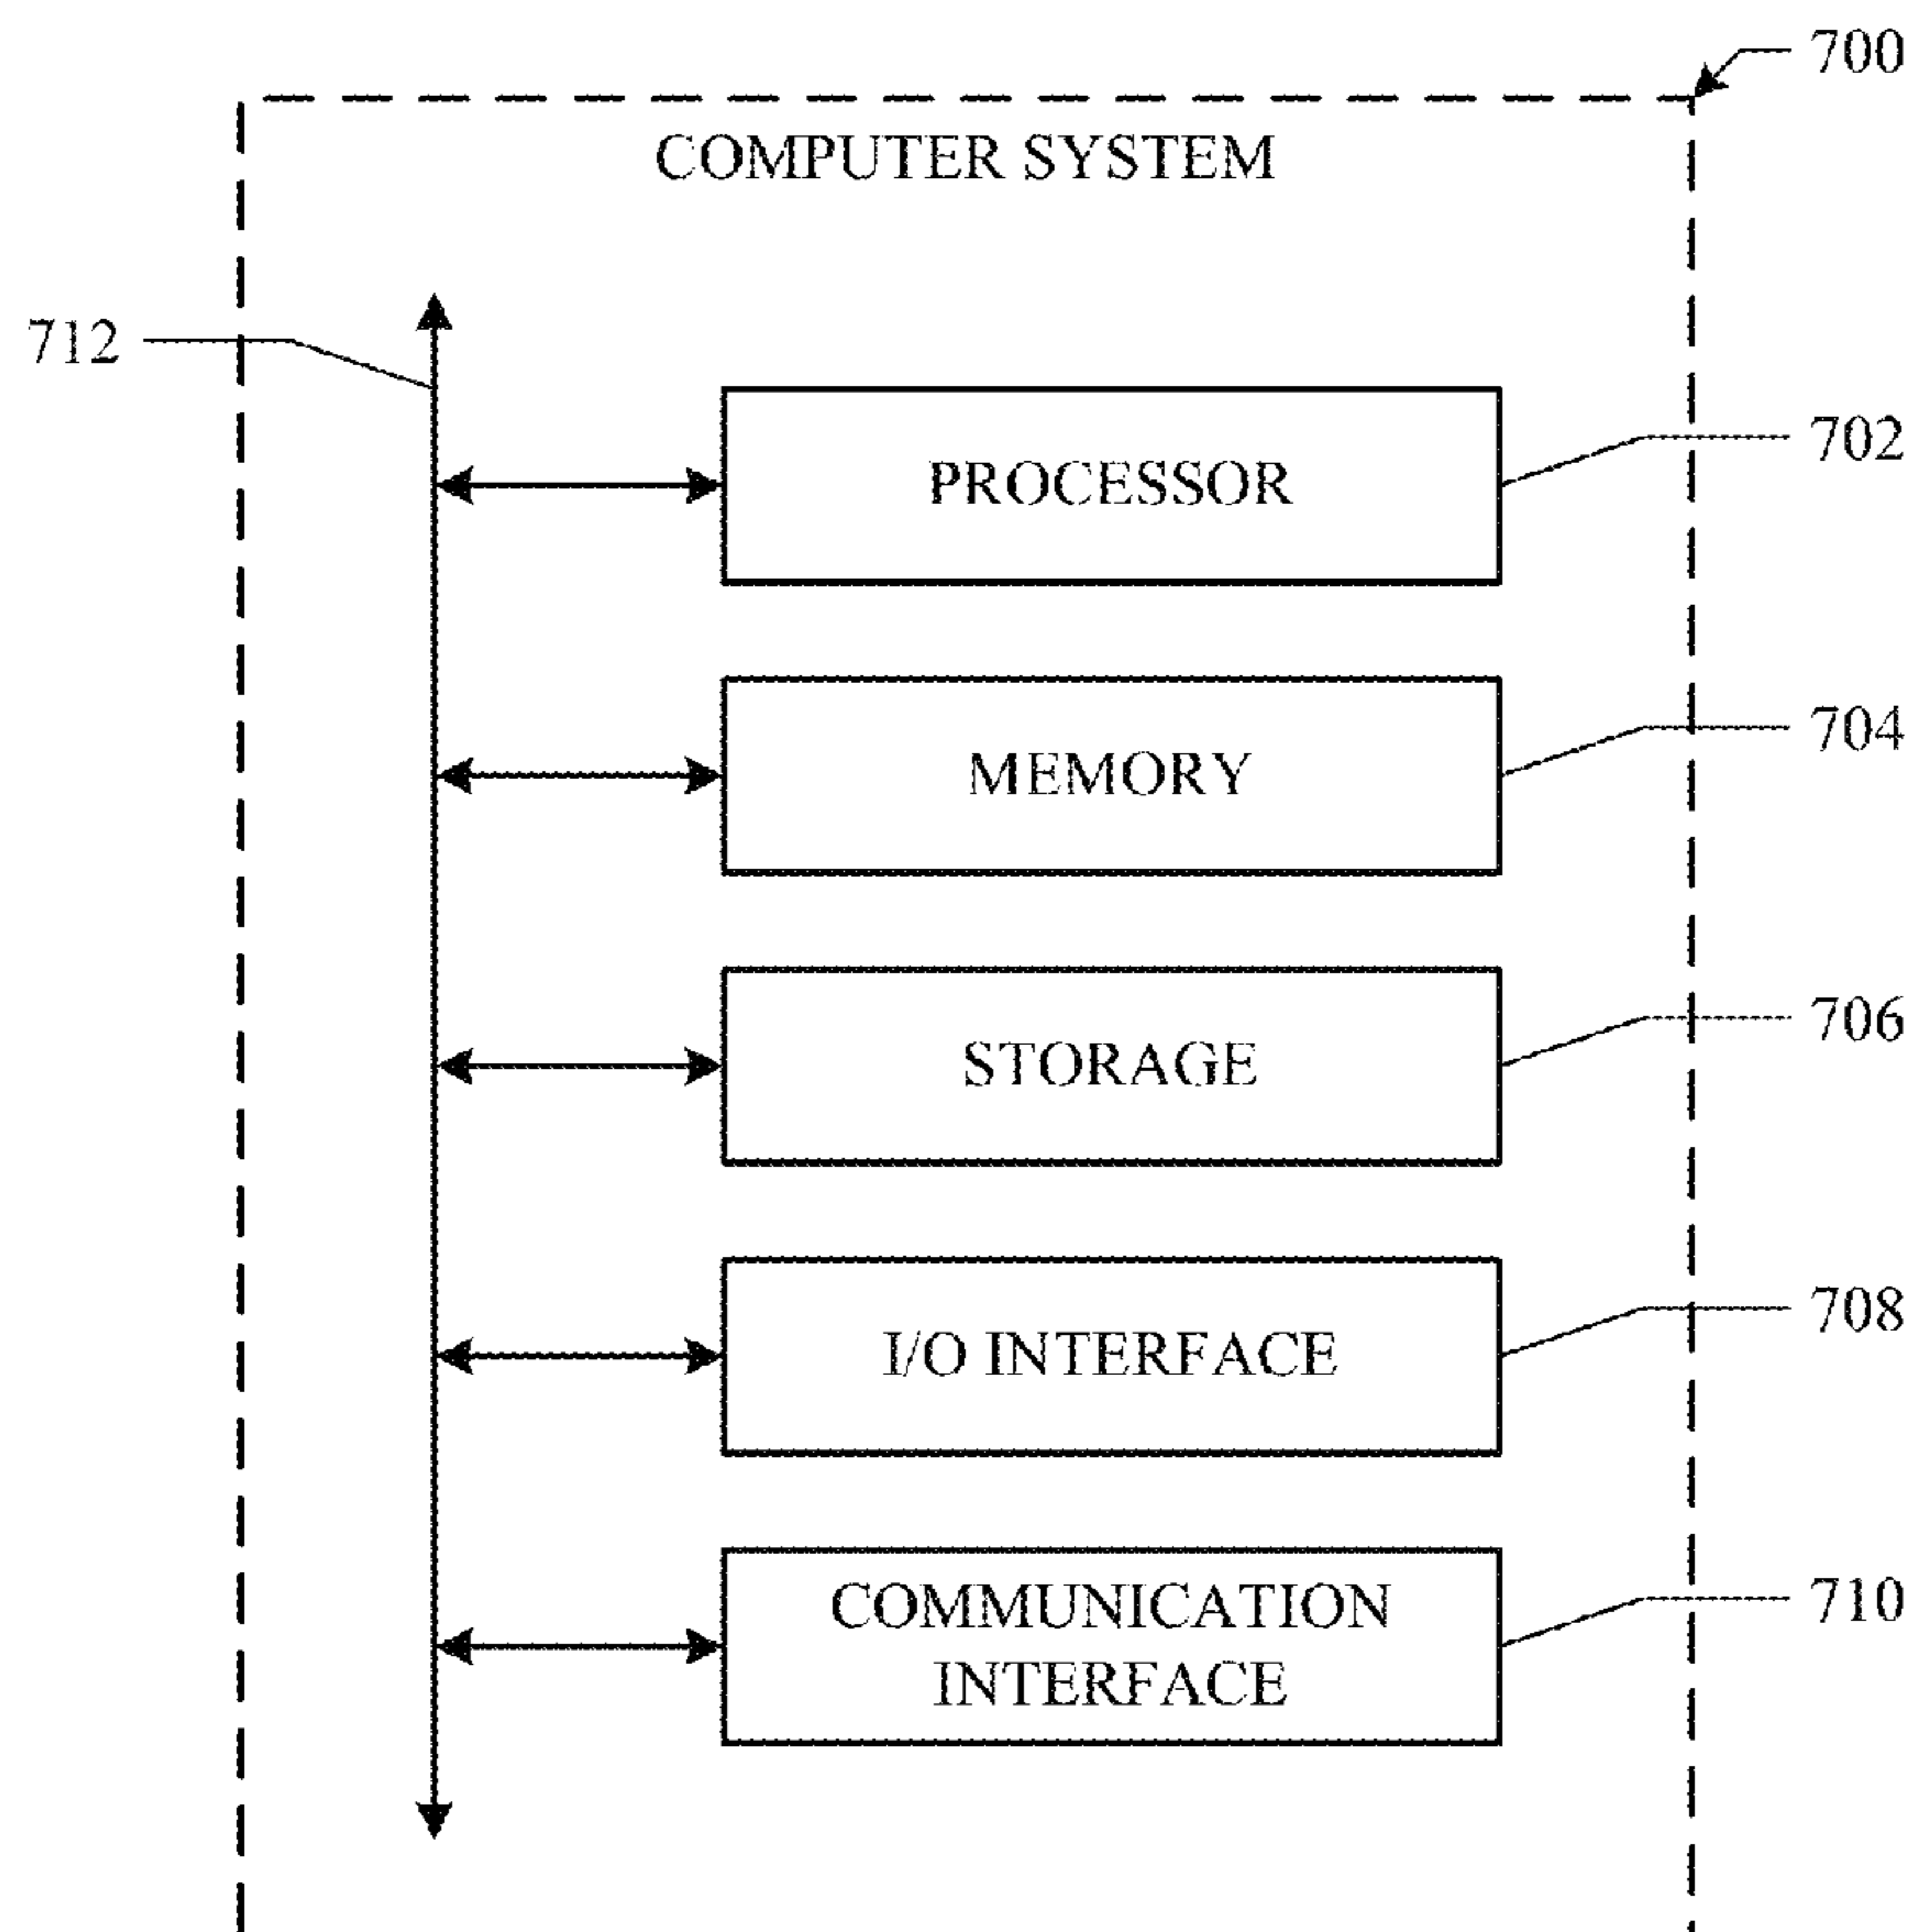 700
COMPUTER SYSTEM
712
PROCESSOR
702
MEMORY
704
STORAGE
706
I/O INTERFACE
708
COMMUNICATION
INTERFACE
710